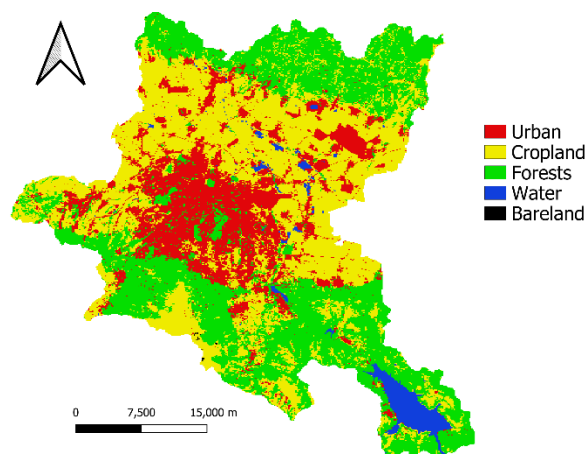 Urban
Cropland
Forests
Water
Bareland
0 7,500 15,000 m